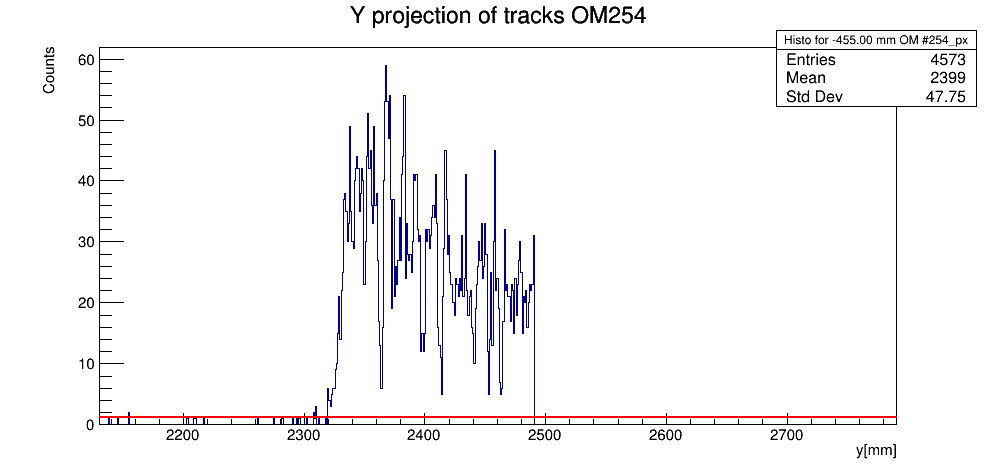 Y projection of tracks OM254
Histo for -455.00 mm OM #254_px
Entries 4573
Mean 2399
Std Dev 47.75
Counts
60
50
40
30
20
10
0
2200 2300 2400 2500 2600 2700
y[mm]